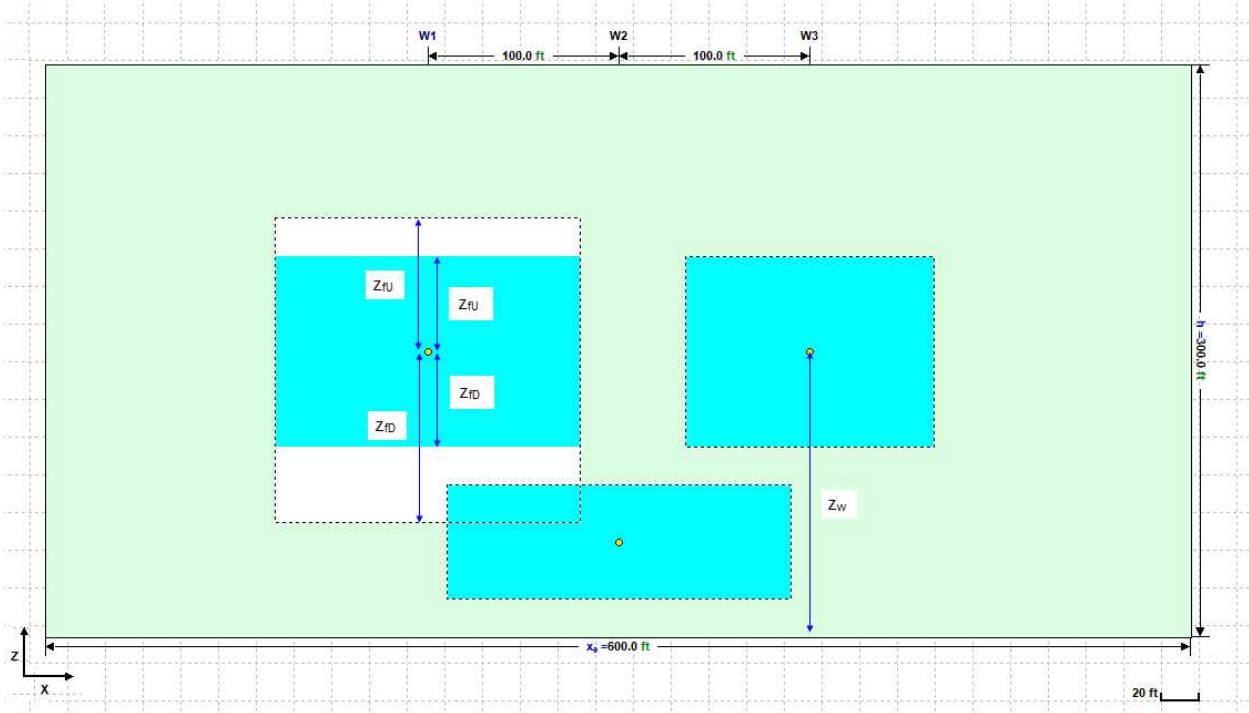 W1 W2 W3
100.0 ft 100.0 ft
ZfU
ZfU
h =300.0 ft
ZfD
ZfD
Zw
xe =600.0 ft
Z
X
20 ft